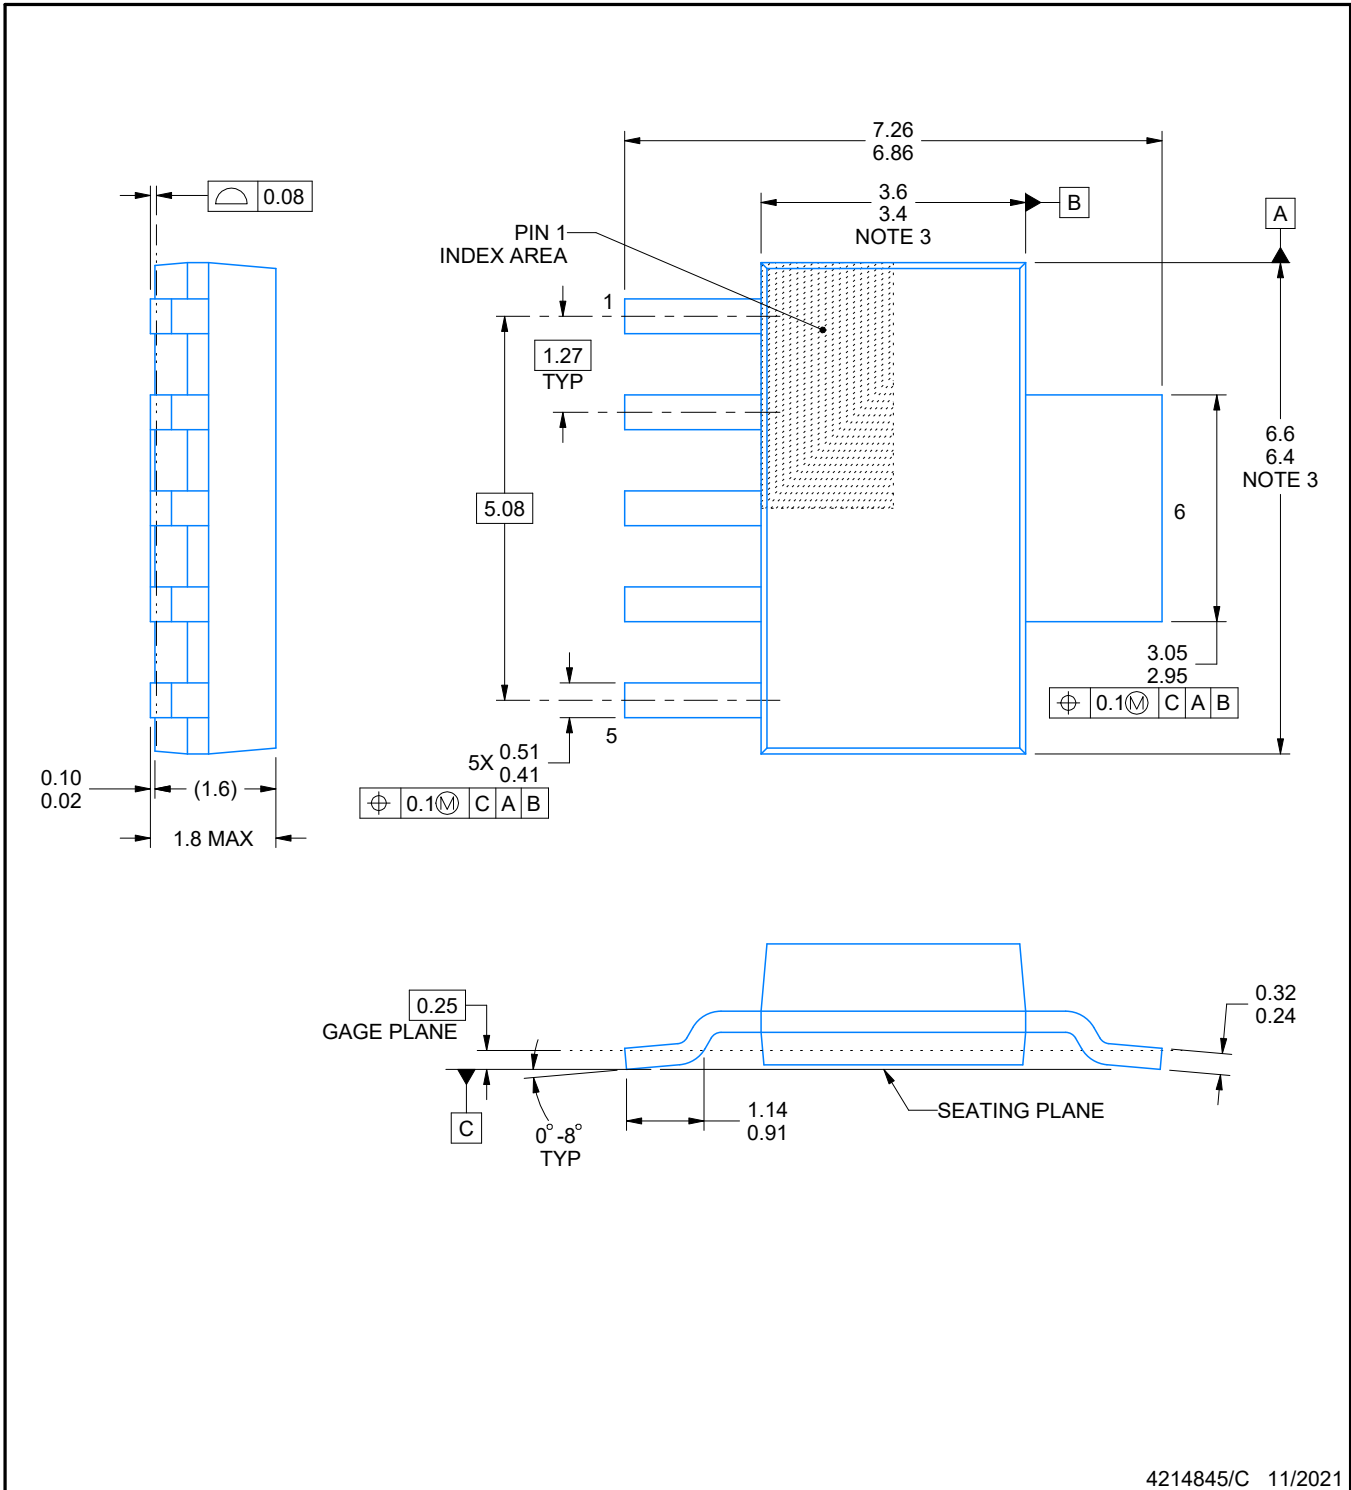 7.26
6.86
0.08
3.6
3.4
NOTE 3
B
A
PIN 1
INDEX AREA
1
1.27
TYP
5.08
6.6
6.4
NOTE 3
6
3.05
2.95
⌖ 0.1Ⓜ C A B
5
5X 0.51
0.41
⌖ 0.1Ⓜ C A B
0.10
0.02
(1.6)
1.8 MAX
0.25
GAGE PLANE
0.32
0.24
C
0°-8°
TYP
1.14
0.91
SEATING PLANE
4214845/C 11/2021